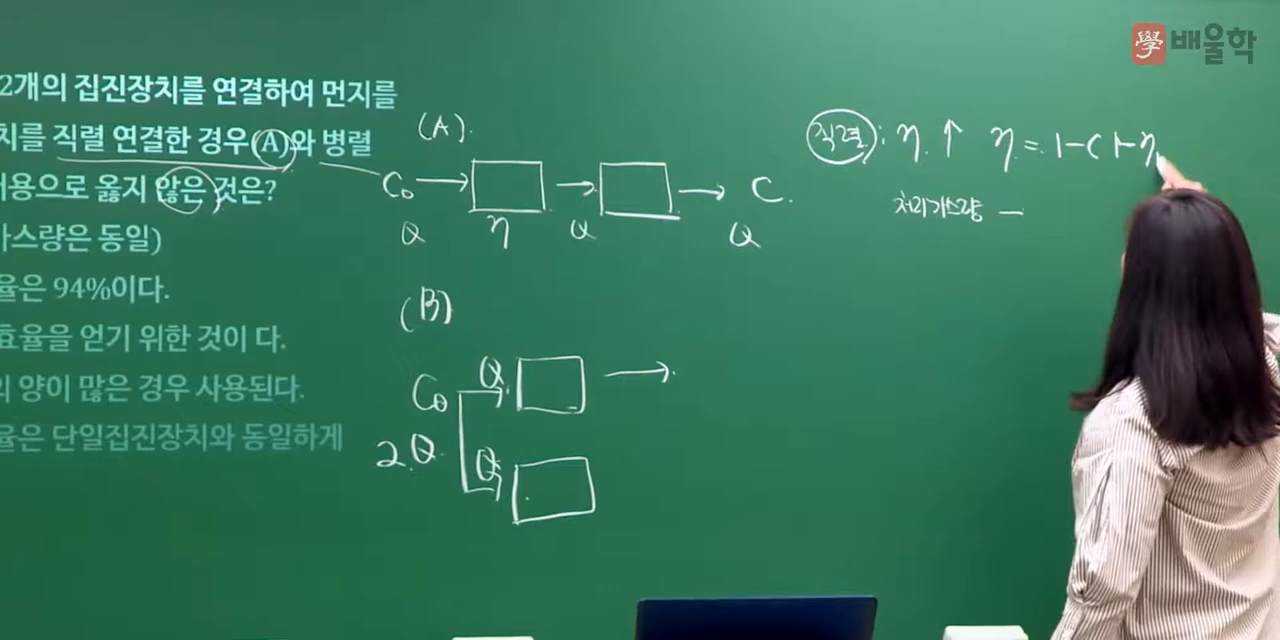 學 배울학
2개의 집진장치를 연결하여 먼지를
치를 직렬 연결한 경우(A)와 병렬
내용으로 옳지 않은 것은?
가스량은 동일)
율은 94%이다.
효율을 얻기 위한 것이 다.
의 양이 많은 경우 사용된다.
율은 단일집진장치와 동일하게
(A).
C₀ → → → C.
Q η Q Q
(B)
C₀ Q →
2Q Q
직렬 : η ↑ η = 1-(1-η
처리가스량 —